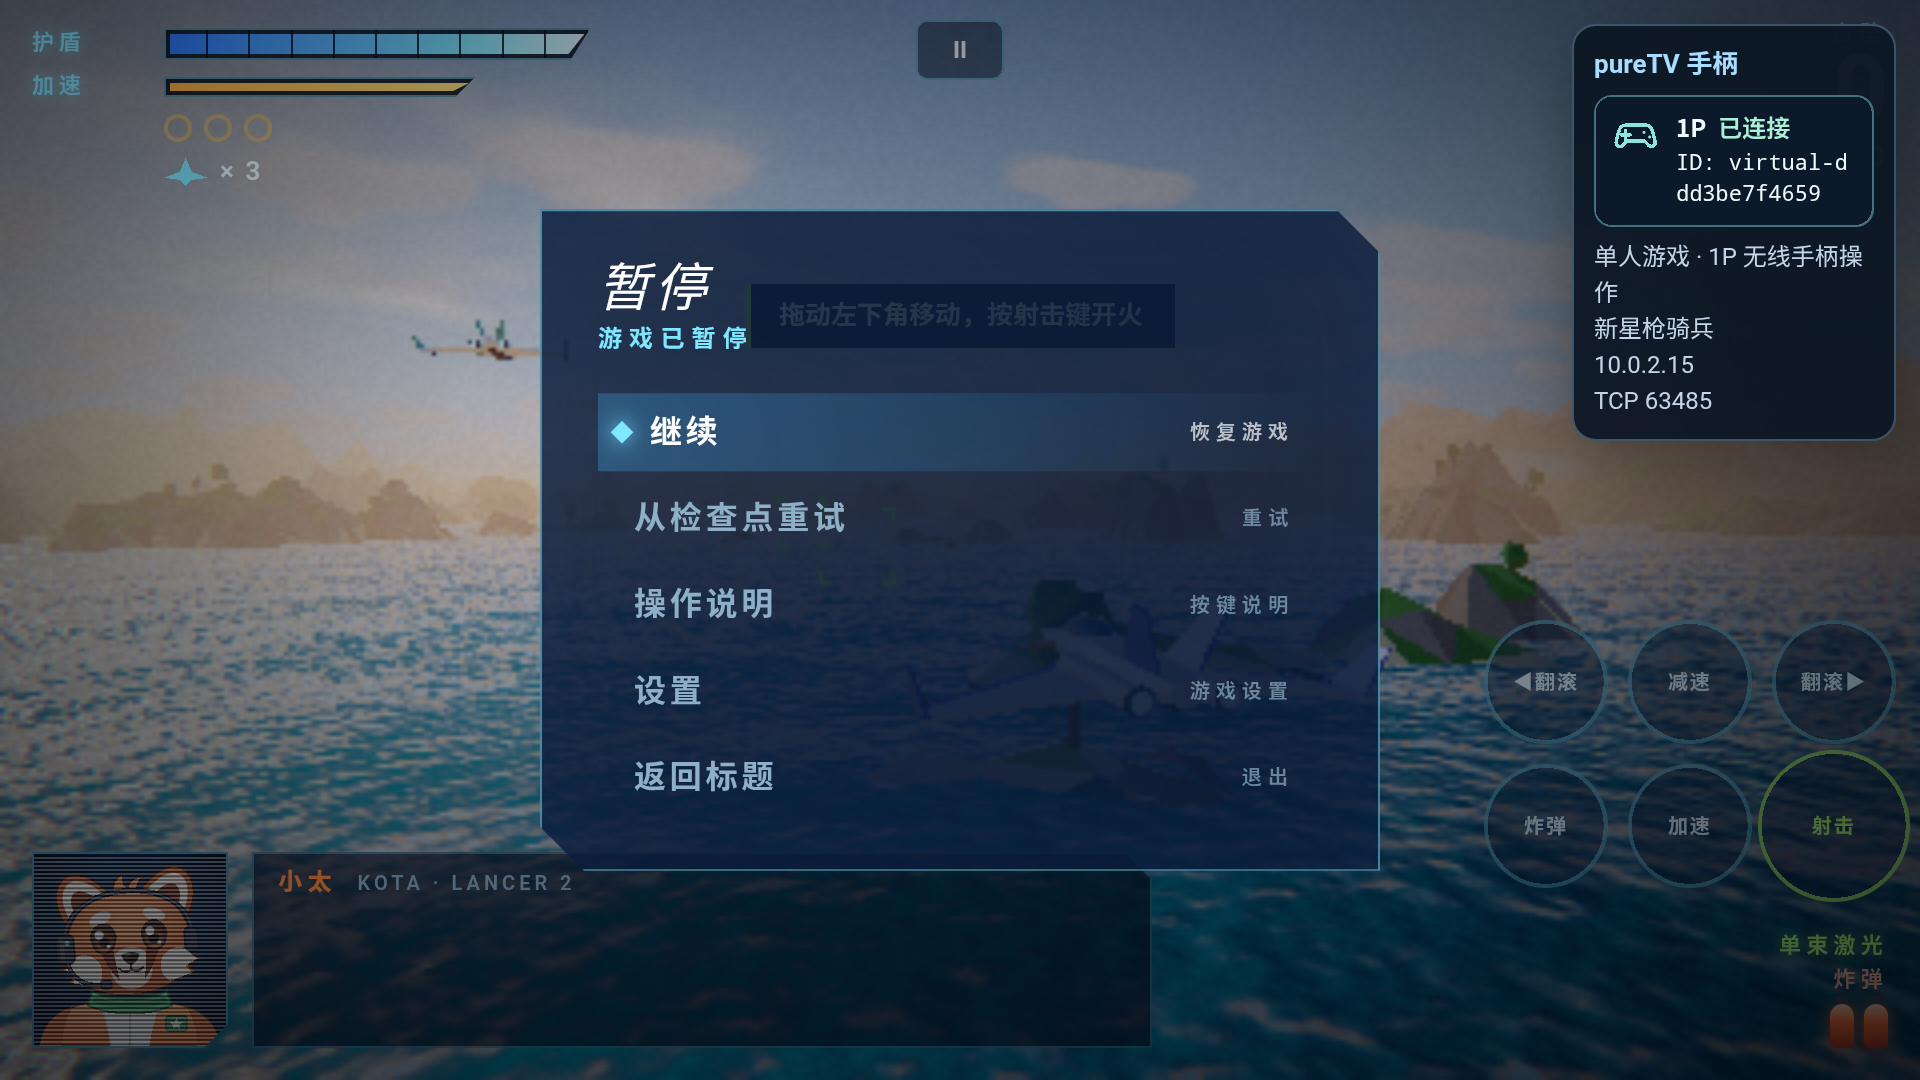 护盾
加速
× 3
pureTV 手柄
1P 已连接
ID: virtual-d
dd3be7f4659
单人游戏 · 1P 无线手柄操
作
新星枪骑兵
10.0.2.15
TCP 63485
暂停
游戏已暂停
拖动左下角移动，按射击键开火
继续 恢复游戏
从检查点重试 重试
操作说明 按键说明
设置 游戏设置
返回标题 退出
◀翻滚 减速 翻滚▶
炸弹 加速 射击
小太 KOTA · LANCER 2
单束激光
炸弹